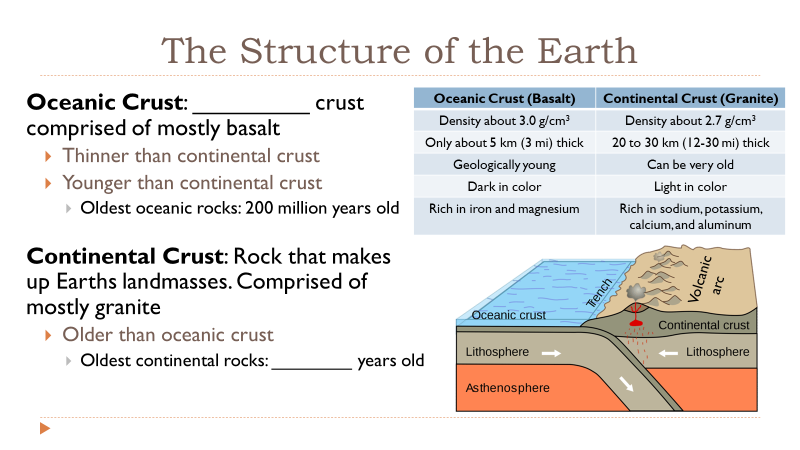 The Structure of the Earth
Oceanic Crust: __________ crust
comprised of mostly basalt
Thinner than continental crust
Younger than continental crust
Oldest oceanic rocks: 200 million years old
Continental Crust: Rock that makes
up Earths landmasses. Comprised of
mostly granite
Older than oceanic crust
Oldest continental rocks: ________ years old
Oceanic Crust (Basalt) Continental Crust (Granite)
Density about 3.0 g/cm³ Density about 2.7 g/cm³
Only about 5 km (3 mi) thick 20 to 30 km (12-30 mi) thick
Geologically young Can be very old
Dark in color Light in color
Rich in iron and magnesium Rich in sodium, potassium,
calcium, and aluminum
Trench
Volcanic
arc
Oceanic crust
Continental crust
Lithosphere
Lithosphere
Asthenosphere